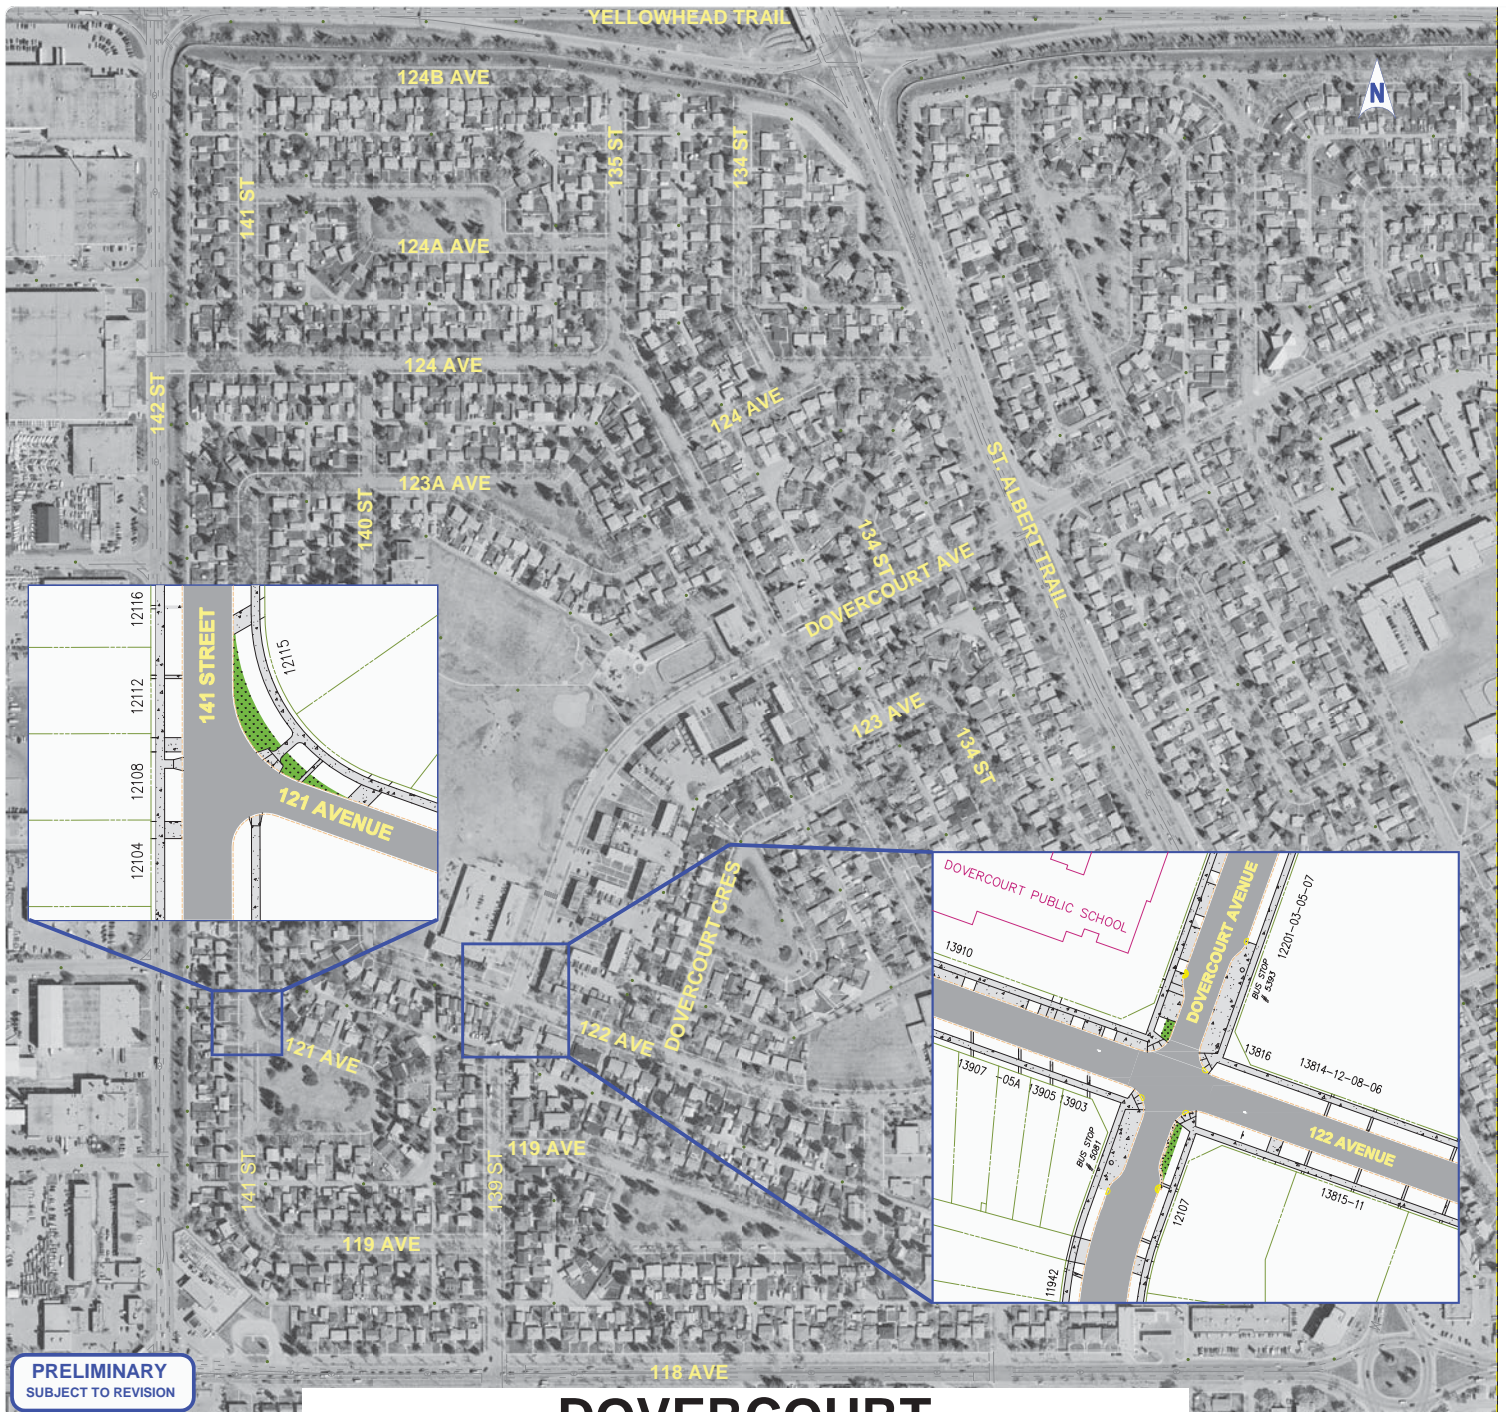 YELLOWHEAD TRAIL
124B AVE
N
135 ST
134 ST
141 ST
124A AVE
124 AVE
142 ST
124 AVE
123A AVE
140 ST
ST. ALBERT TRAIL
134 ST
DOVERCOURT AVE
123 AVE
134 ST
12116
12112
12108
12104
141 STREET
12115
121 AVENUE
DOVERCOURT CRES
122 AVE
121 AVE
119 AVE
139 ST
141 ST
119 AVE
118 AVE
DOVERCOURT PUBLIC SCHOOL
DOVERCOURT AVENUE
12201-03-05-07
BUS STOP
# 5393
13910
13816
13814-12-08-06
13907 -05A 13905 13903
122 AVENUE
BUS STOP
# 5081
12107
13815-11
11942
PRELIMINARY
SUBJECT TO REVISION
DOVERCOURT